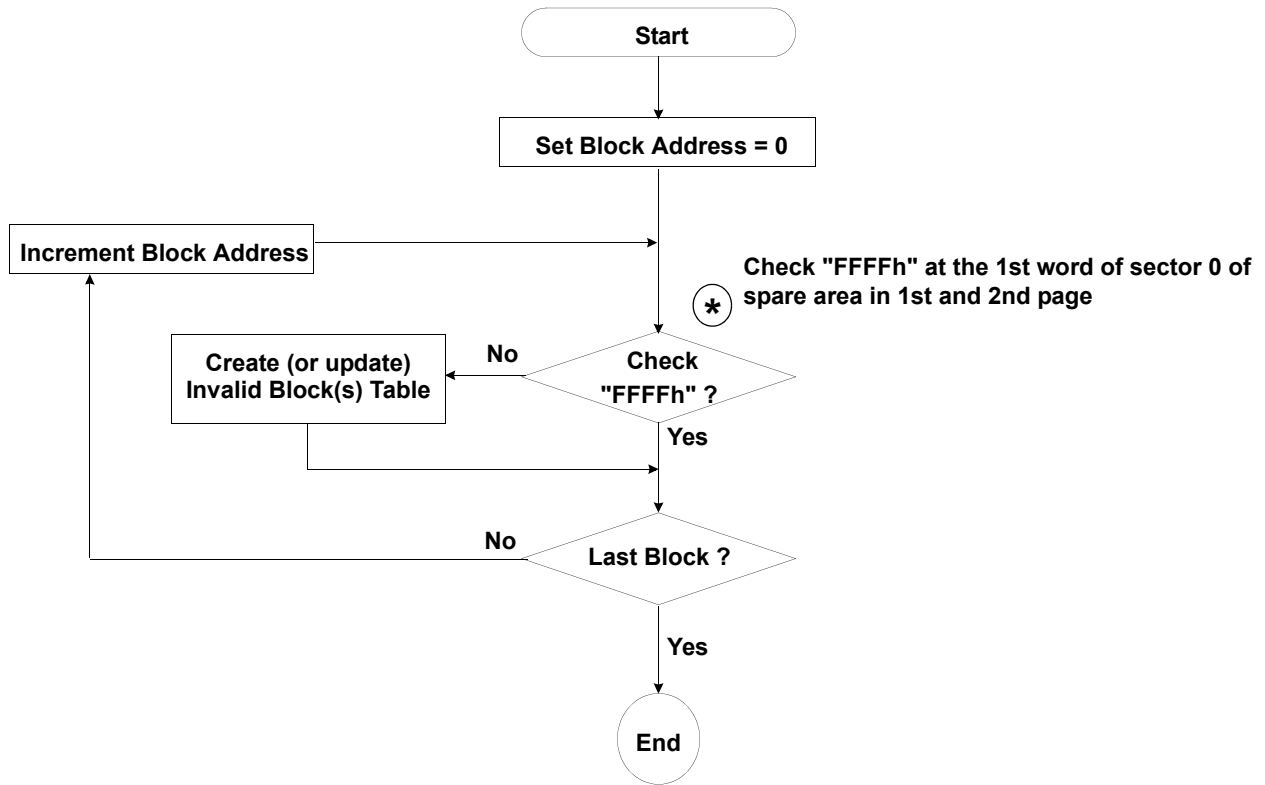 Start
Set Block Address = 0
Increment Block Address
Check "FFFFh" at the 1st word of sector 0 of
spare area in 1st and 2nd page
*
Create (or update)
Invalid Block(s) Table
No
Check
"FFFFh" ?
Yes
No
Last Block ?
Yes
End